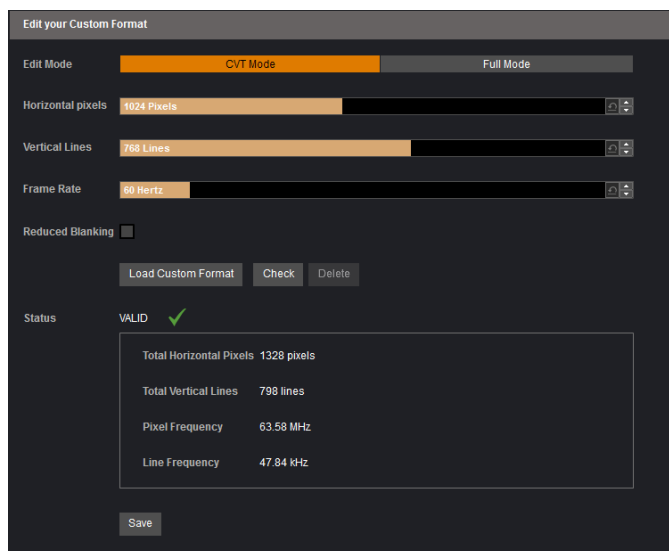 Edit your Custom Format
Edit Mode CVT Mode Full Mode
Horizontal pixels 1024 Pixels
Vertical Lines 768 Lines
Frame Rate 60 Hertz
Reduced Blanking
Load Custom Format Check Delete
Status VALID
Total Horizontal Pixels 1328 pixels
Total Vertical Lines 798 lines
Pixel Frequency 63.58 MHz
Line Frequency 47.84 kHz
Save